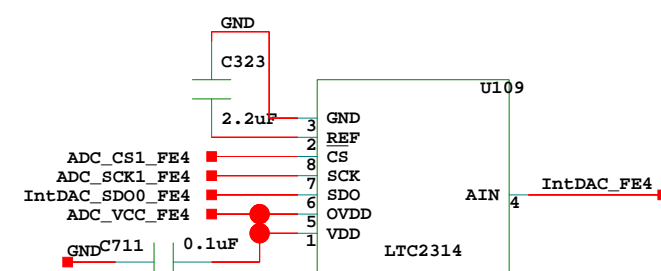 GND
C323
U109
2.2uF
GND
3
REF
2
ADC_CS1_FE4
CS
8
ADC_SCK1_FE4
SCK
7
IntDAC_SDO0_FE4
SDO
AIN
IntDAC_FE4
6
4
ADC_VCC_FE4
OVDD
5
VDD
1
GND
C711
0.1uF
LTC2314